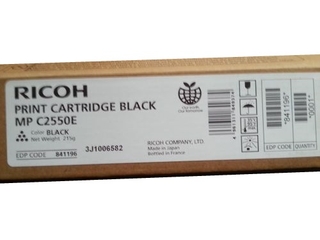 RICOH
PRINT CARTRIDGE BLACK
MP C2550E
Color: BLACK
Net Weight: 215g
3J1006582
EDP CODE 841196
RICOH COMPANY, LTD.
Made in Japan
Bottled in France
*841196*
*0001*
EDP CODE QUANTITY